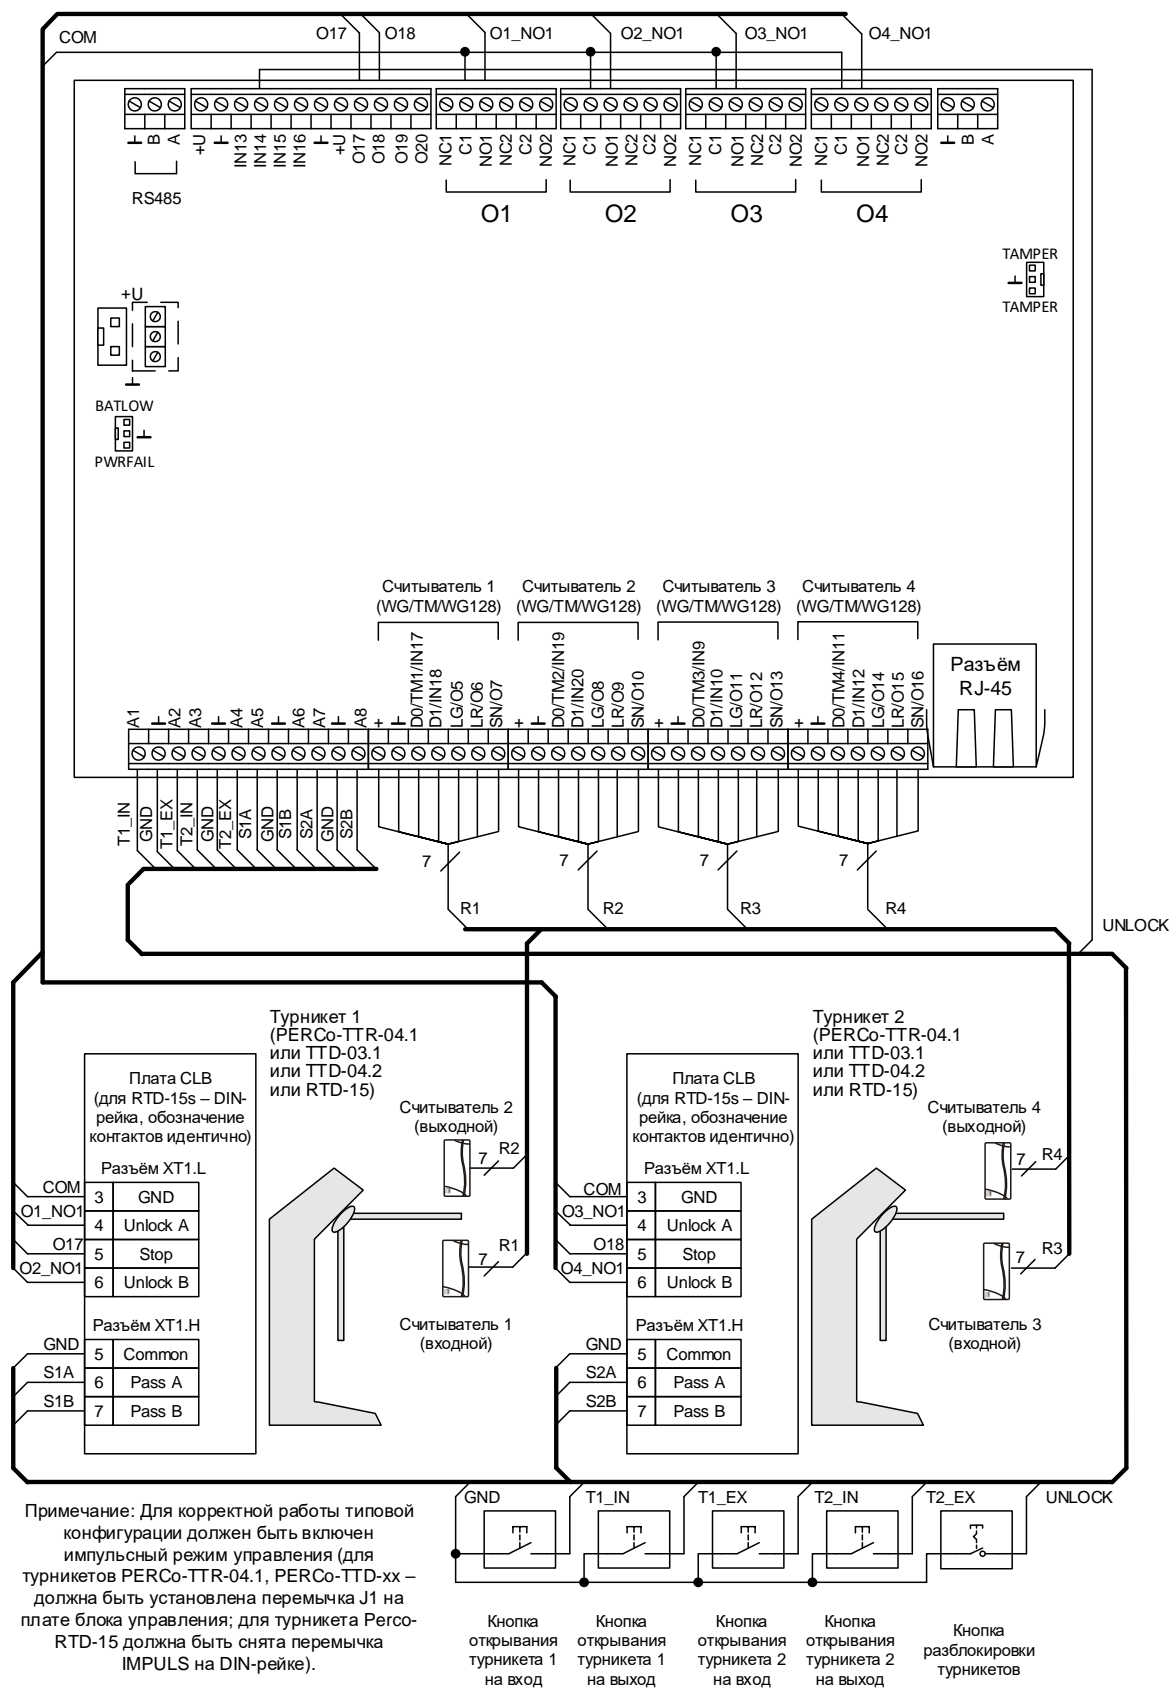 COM
O17
O18
O1_NO1
O2_NO1
O3_NO1
O4_NO1
B
A
+U
IN13
IN14
IN15
IN16
+U
O17
O18
O19
O20
NC1
C1
NO1
NC2
C2
NO2
NC1
C1
NO1
NC2
C2
NO2
NC1
C1
NO1
NC2
C2
NO2
NC1
C1
NO1
NC2
C2
NO2
B
A
RS485
O1
O2
O3
O4
TAMPER
TAMPER
+U
BATLOW
PWRFAIL
Считыватель 1
(WG/TM/WG128)
Считыватель 2
(WG/TM/WG128)
Считыватель 3
(WG/TM/WG128)
Считыватель 4
(WG/TM/WG128)
A1
A2
A3
A4
A5
A6
A7
A8
+
D0/TM1/IN17
D1/IN18
LG/O5
LR/O6
SN/O7
+
D0/TM2/IN19
D1/IN20
LG/O8
LR/O9
SN/O10
+
D0/TM3/IN9
D1/IN10
LG/O11
LR/O12
SN/O13
+
D0/TM4/IN11
D1/IN12
LG/O14
LR/O15
SN/O16
Разъём
RJ-45
T1_IN
GND
T1_EX
T2_IN
GND
T2_EX
S1A
GND
S1B
S2A
GND
S2B
7
7
7
7
R1
R2
R3
R4
UNLOCK
Турникет 1
(PERCo-TTR-04.1
или TTD-03.1
или TTD-04.2
или RTD-15)
Плата CLB
(для RTD-15s – DIN-
рейка, обозначение
контактов идентично)
Разъём XT1.L
COM
3 GND
O1_NO1
4 Unlock A
O17
5 Stop
O2_NO1
6 Unlock B
Разъём XT1.H
GND
5 Common
S1A
6 Pass A
S1B
7 Pass B
Считыватель 2
(выходной)
7
R2
7
R1
Считыватель 1
(входной)
Турникет 2
(PERCo-TTR-04.1
или TTD-03.1
или TTD-04.2
или RTD-15)
Плата CLB
(для RTD-15s – DIN-
рейка, обозначение
контактов идентично)
Разъём XT1.L
COM
3 GND
O3_NO1
4 Unlock A
O18
5 Stop
O4_NO1
6 Unlock B
Разъём XT1.H
GND
5 Common
S2A
6 Pass A
S2B
7 Pass B
Считыватель 4
(выходной)
7
R4
7
R3
Считыватель 3
(входной)
GND
T1_IN
T1_EX
T2_IN
T2_EX
UNLOCK
Примечание: Для корректной работы типовой
конфигурации должен быть включен
импульсный режим управления (для
турникетов PERCo-TTR-04.1, PERCo-TTD-xx –
должна быть установлена перемычка J1 на
плате блока управления; для турникета Perco-
RTD-15 должна быть снята перемычка
IMPULS на DIN-рейке).
Кнопка
открывания
турникета 1
на вход
Кнопка
открывания
турникета 1
на выход
Кнопка
открывания
турникета 2
на вход
Кнопка
открывания
турникета 2
на выход
Кнопка
разблокировки
турникетов